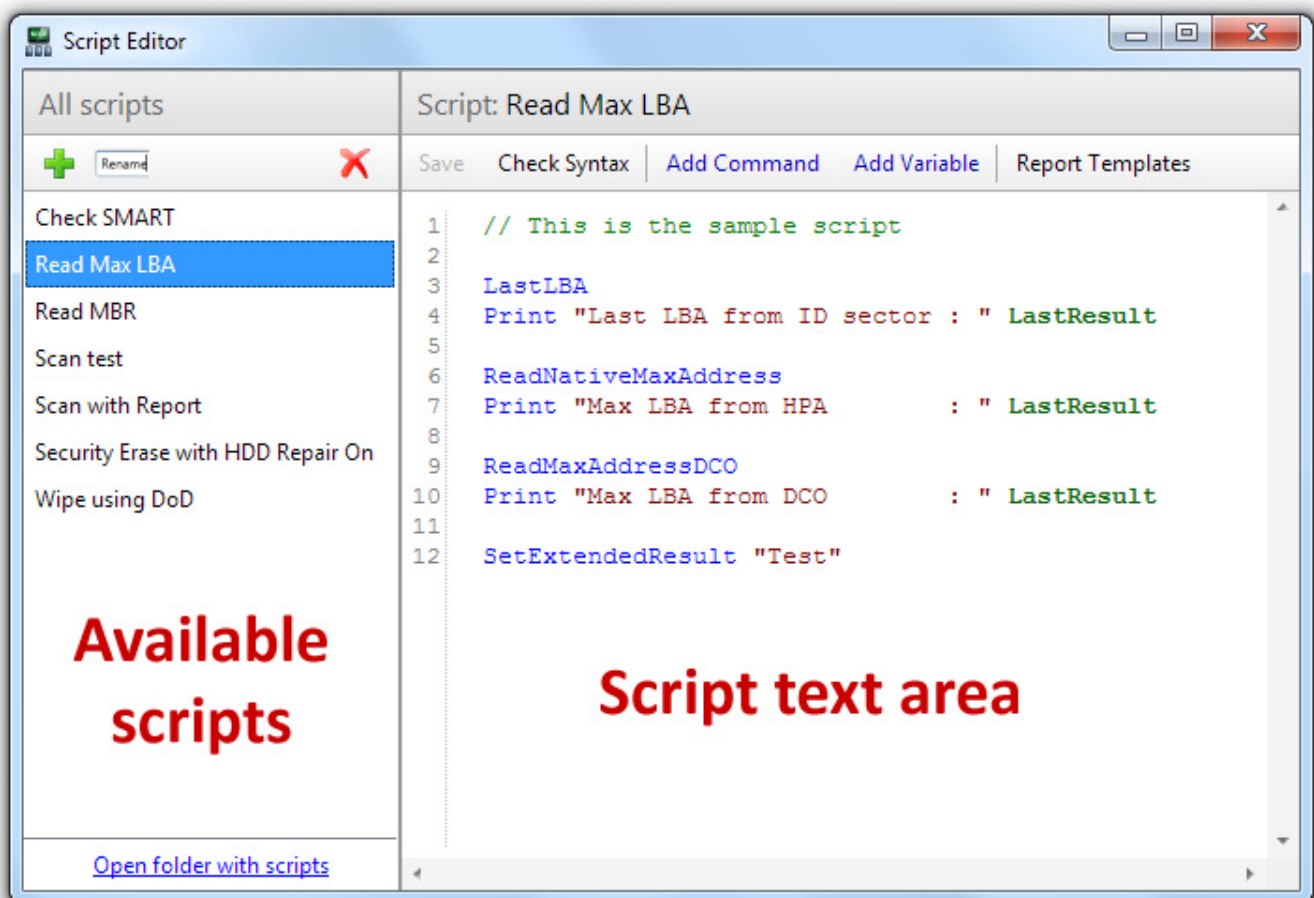 Script Editor
All scripts
Rename
Check SMART
Read Max LBA
Read MBR
Scan test
Scan with Report
Security Erase with HDD Repair On
Wipe using DoD
Available
scripts
Open folder with scripts
Script: Read Max LBA
Save Check Syntax Add Command Add Variable Report Templates
1 // This is the sample script
2
3 LastLBA
4 Print "Last LBA from ID sector : " LastResult
5
6 ReadNativeMaxAddress
7 Print "Max LBA from HPA        : " LastResult
8
9 ReadMaxAddressDCO
10 Print "Max LBA from DCO        : " LastResult
11
12 SetExtendedResult "Test"
Script text area